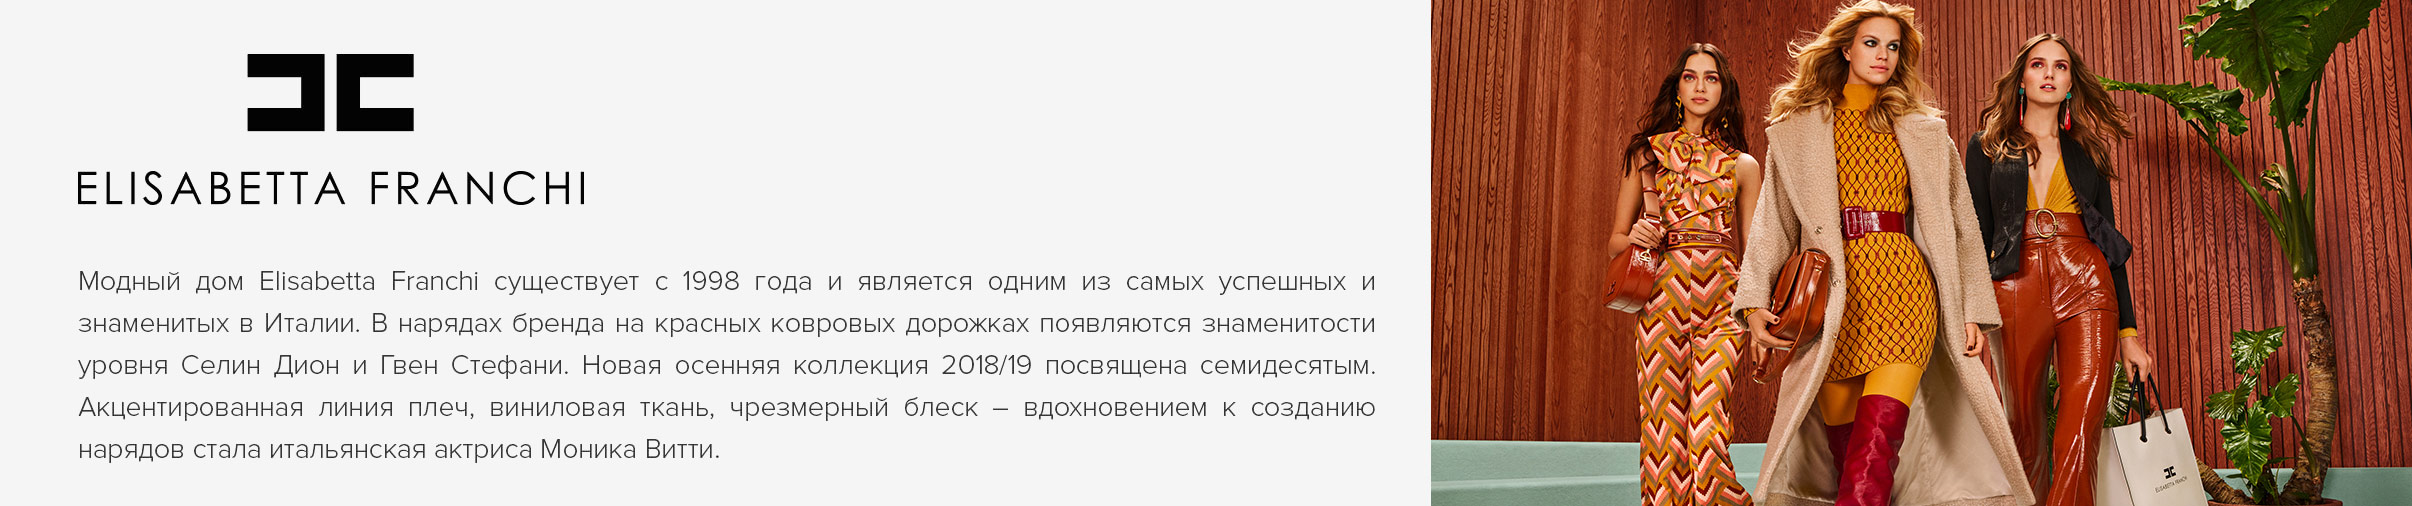 ELISABETTA FRANCHI
Модный дом Elisabetta Franchi существует с 1998 года и является одним из самых успешных и
знаменитых в Италии. В нарядах бренда на красных ковровых дорожках появляются знаменитости
уровня Селин Дион и Гвен Стефани. Новая осенняя коллекция 2018/19 посвящена семидесятым.
Акцентированная линия плеч, виниловая ткань, чрезмерный блеск – вдохновением к созданию
нарядов стала итальянская актриса Моника Витти.
ELISABETTA FRANCHI